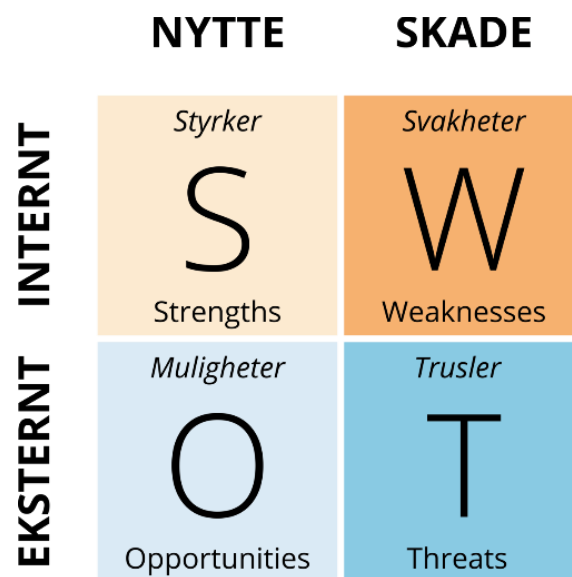 NYTTE SKADE
INTERNT
Styrker
S
Strengths
Svakheter
W
Weaknesses
EKSTERNT
Muligheter
O
Opportunities
Trusler
T
Threats